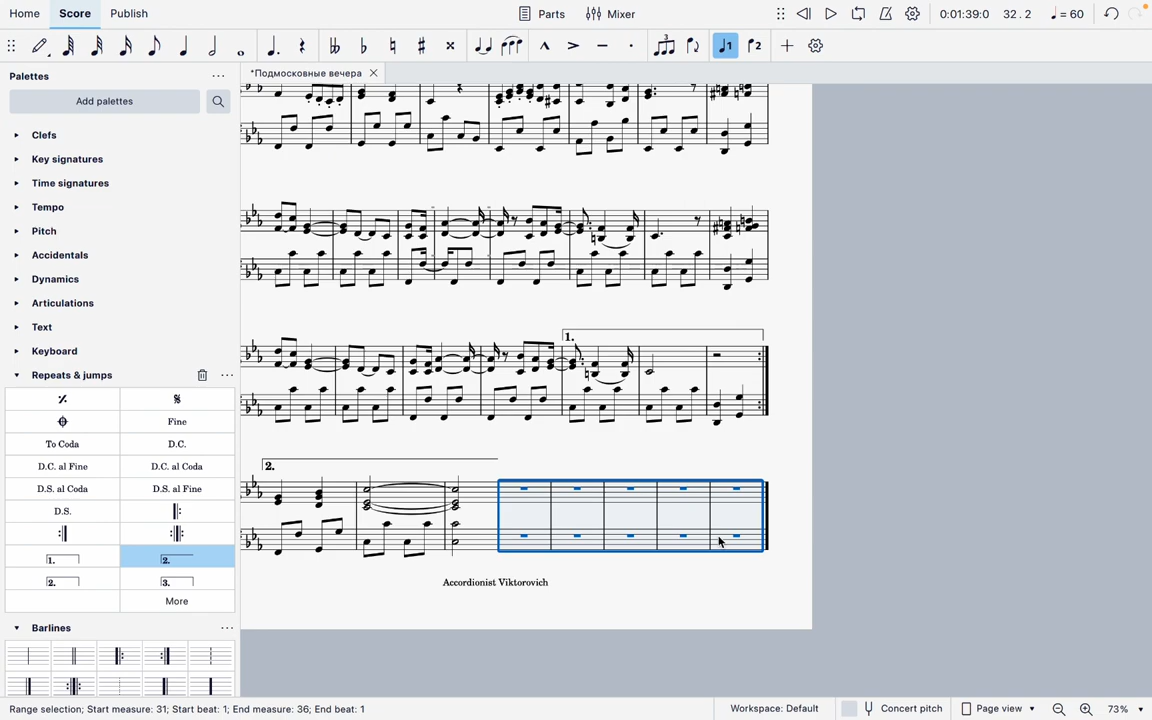 Home Score Publish Parts Mixer 0:01:39:0 32 . 2 = 60
3 1 2
Palettes
*Подмосковные вечера
Add palettes
Clefs
Key signatures
Time signatures
Tempo
Pitch
Accidentals
Dynamics
Articulations
Text
Keyboard
1.
Repeats & jumps
Fine
To Coda D.C.
D.C. al Fine D.C. al Coda
2.
D.S. al Coda D.S. al Fine
D.S.
1. 2.
2. 3.
Accordionist Viktorovich
More
Barlines
Range selection; Start measure: 31; Start beat: 1; End measure: 36; End beat: 1 Workspace: Default Concert pitch Page view 73%